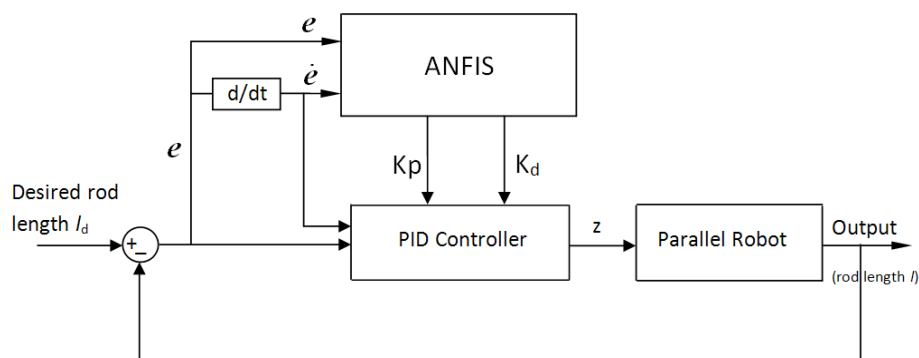 e
ANFIS
d/dt
ė
e
Kp
Kd
Desired rod
length ld
+
−
PID Controller
z
Parallel Robot
Output
(rod length l)